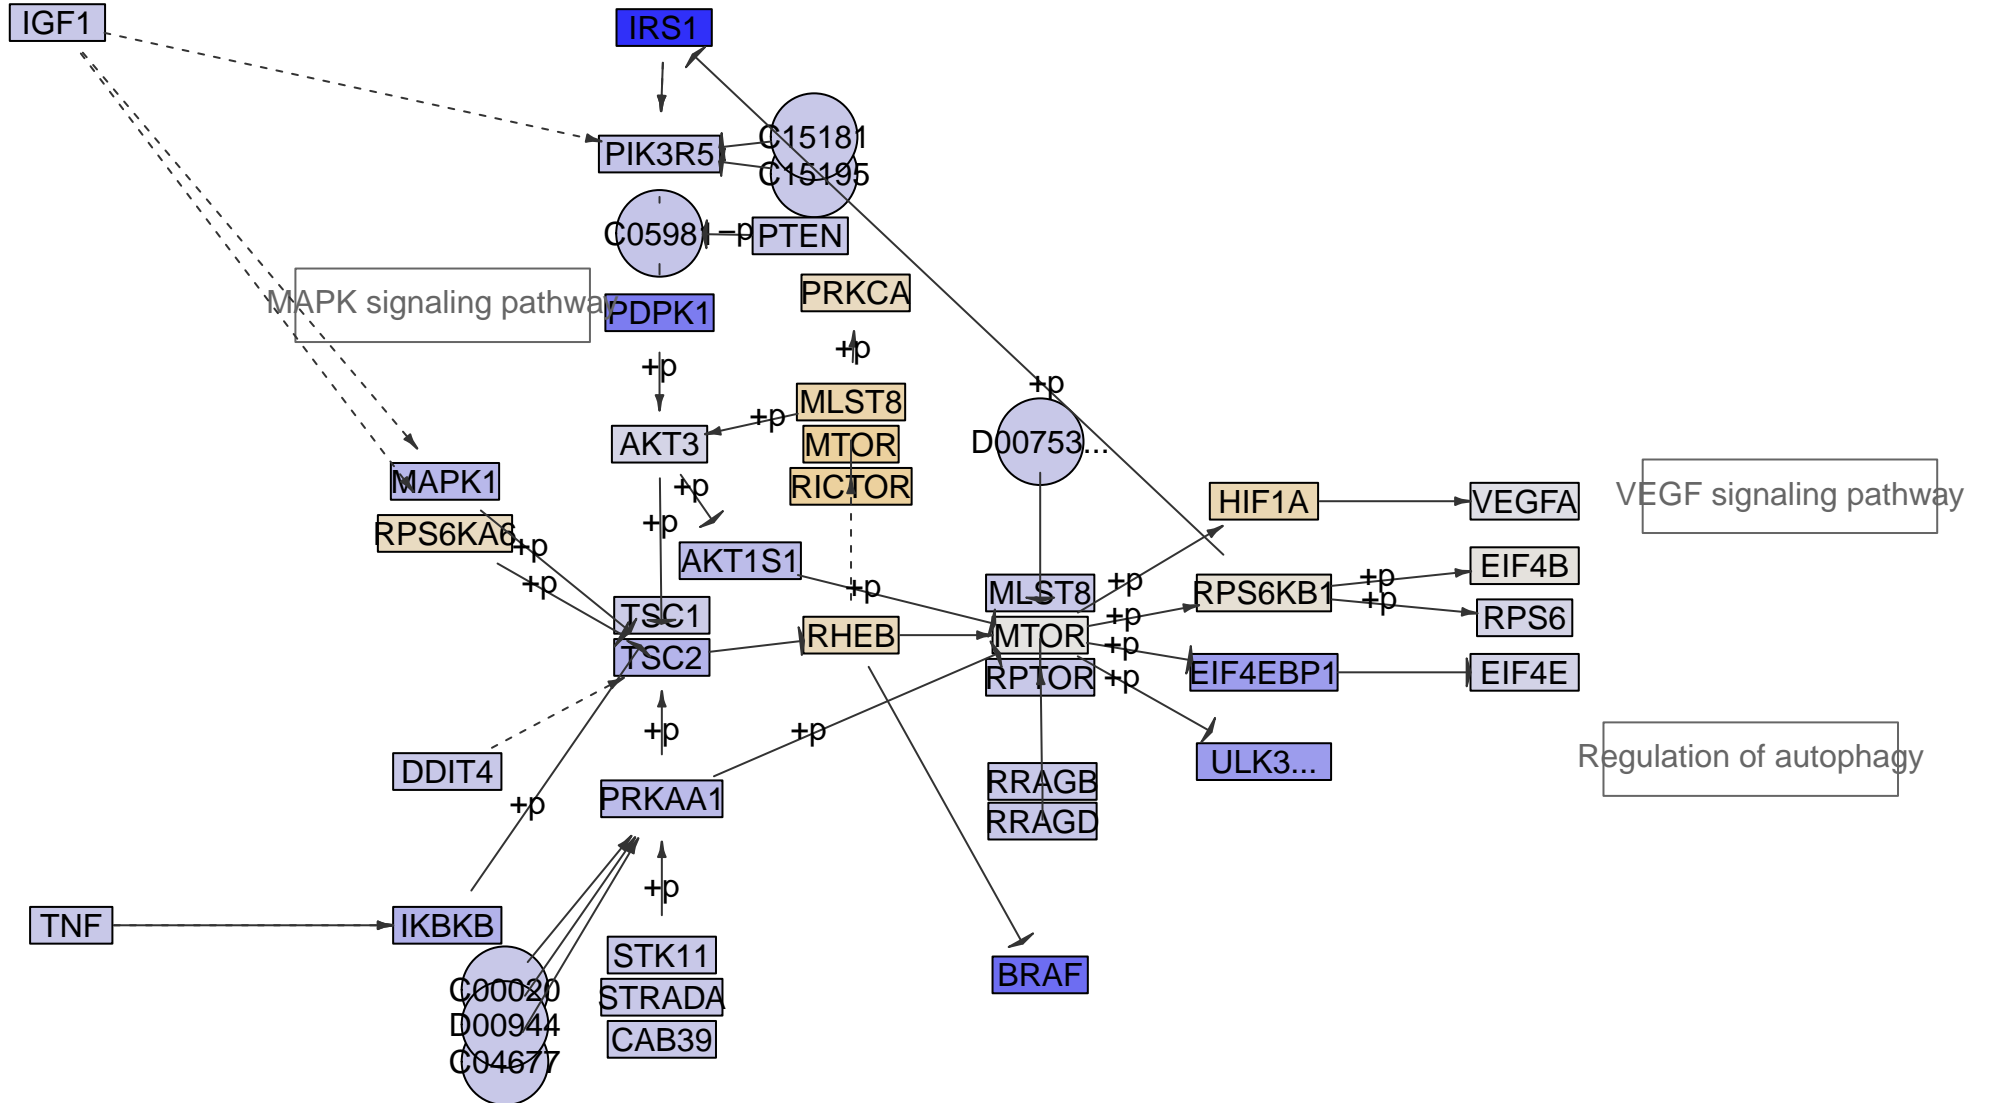 IGF1
IRS1
C15181
PIK3R5
C15195
C05981
−p
PTEN
PRKCA
MAPK signaling pathway
PDPK1
+p
+p
+p
MLST8
+p
AKT3
MTOR
D00753...
MAPK1
+p
RICTOR
HIF1A
VEGFA
VEGF signaling pathway
RPS6KA6
+p
+p
AKT1S1
EIF4B
+p
+p
+p
+p
MLST8
RPS6KB1
+p
TSC1
+p
RPS6
RHEB
MTOR
+p
TSC2
RPTOR
+p
EIF4EBP1
EIF4E
+p
+p
ULK3...
Regulation of autophagy
DDIT4
RRAGB
+p
PRKAA1
RRAGD
+p
TNF
IKBKB
STK11
BRAF
C00020
STRADA
D00944
CAB39
C04677